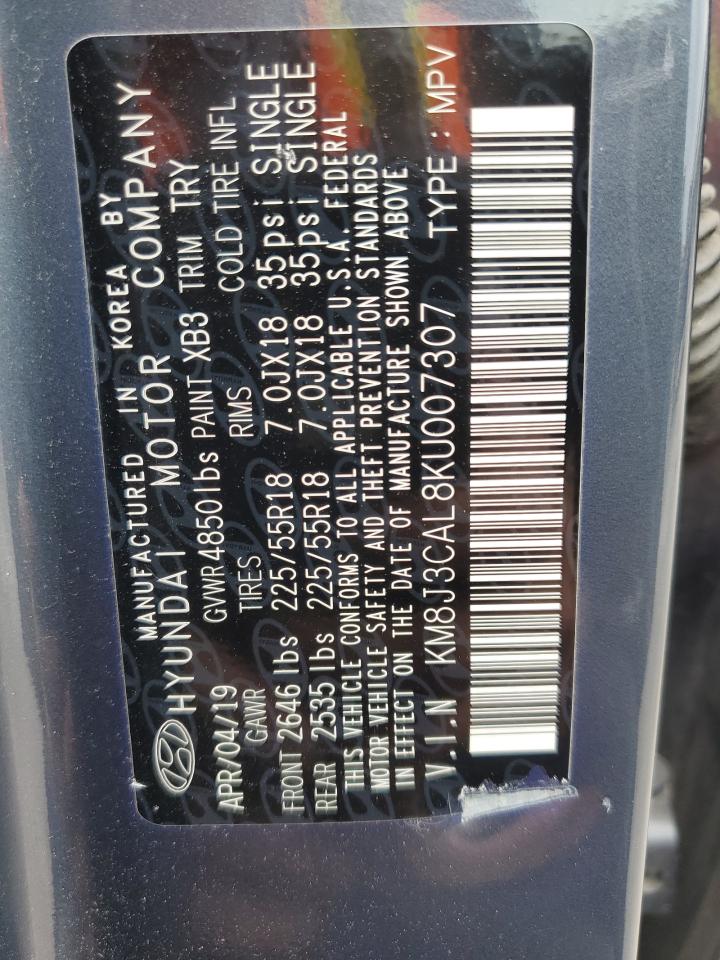 MANUFACTURED IN KOREA BY
HYUNDAI MOTOR COMPANY
APR/04/19 GVWR 4850lbs PAINT XB3 TRIM TRY
GAWR TIRES RIMS COLD TIRE INFL
FRONT 2646 lbs 225/55R18 7.0JX18 35psi SINGLE
REAR 2535 lbs 225/55R18 7.0JX18 35psi SINGLE
THIS VEHICLE CONFORMS TO ALL APPLICABLE U.S.A. FEDERAL
MOTOR VEHICLE SAFETY AND THEFT PREVENTION STANDARDS
IN EFFECT ON THE DATE OF MANUFACTURE SHOWN ABOVE
V.I.N KM8J3CAL8KU007307 TYPE : MPV